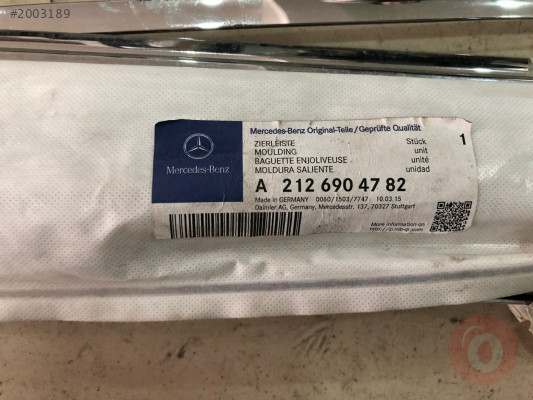 #2003189
Mercedes-Benz Original-Teile/Geprüfte Qualität
ZIERLEISTE Stück 1
MOULDING unit
BAGUETTE ENJOLIVEUSE unité
MOLDURA SALIENTE unidad
Mercedes-Benz
A 212 690 47 82
Made in GERMANY 0060/1503/7747 10.03.15
Daimler AG, Germany, Mercedesstr. 137, 70327 Stuttgart
More information on